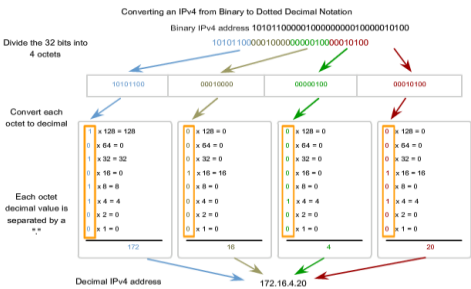 Converting an IPv4 from Binary to Dotted Decimal Notation
Binary IPv4 address 10101100000100000000010000010100
Divide the 32 bits into
4 octets
10101100000100000000010000010100
10101100 00010000 00000100 00010100
Convert each
octet to decimal
1 x 128 = 128 0 x 128 = 0 0 x 128 = 0 0 x 128 = 0
0 x 64 = 0 0 x 64 = 0 0 x 64 = 0 0 x 64 = 0
1 x 32 = 32 0 x 32 = 0 0 x 32 = 0 0 x 32 = 0
0 x 16 = 0 1 x 16 = 16 0 x 16 = 0 1 x 16 = 16
1 x 8 = 8 0 x 8 = 0 0 x 8 = 0 0 x 8 = 0
1 x 4 = 4 0 x 4 = 0 1 x 4 = 4 1 x 4 = 4
0 x 2 = 0 0 x 2 = 0 0 x 2 = 0 0 x 2 = 0
0 x 1 = 0 0 x 1 = 0 0 x 1 = 0 0 x 1 = 0
Each octet
decimal value is
separated by a
"."
172 16 4 20
Decimal IPv4 address
172.16.4.20